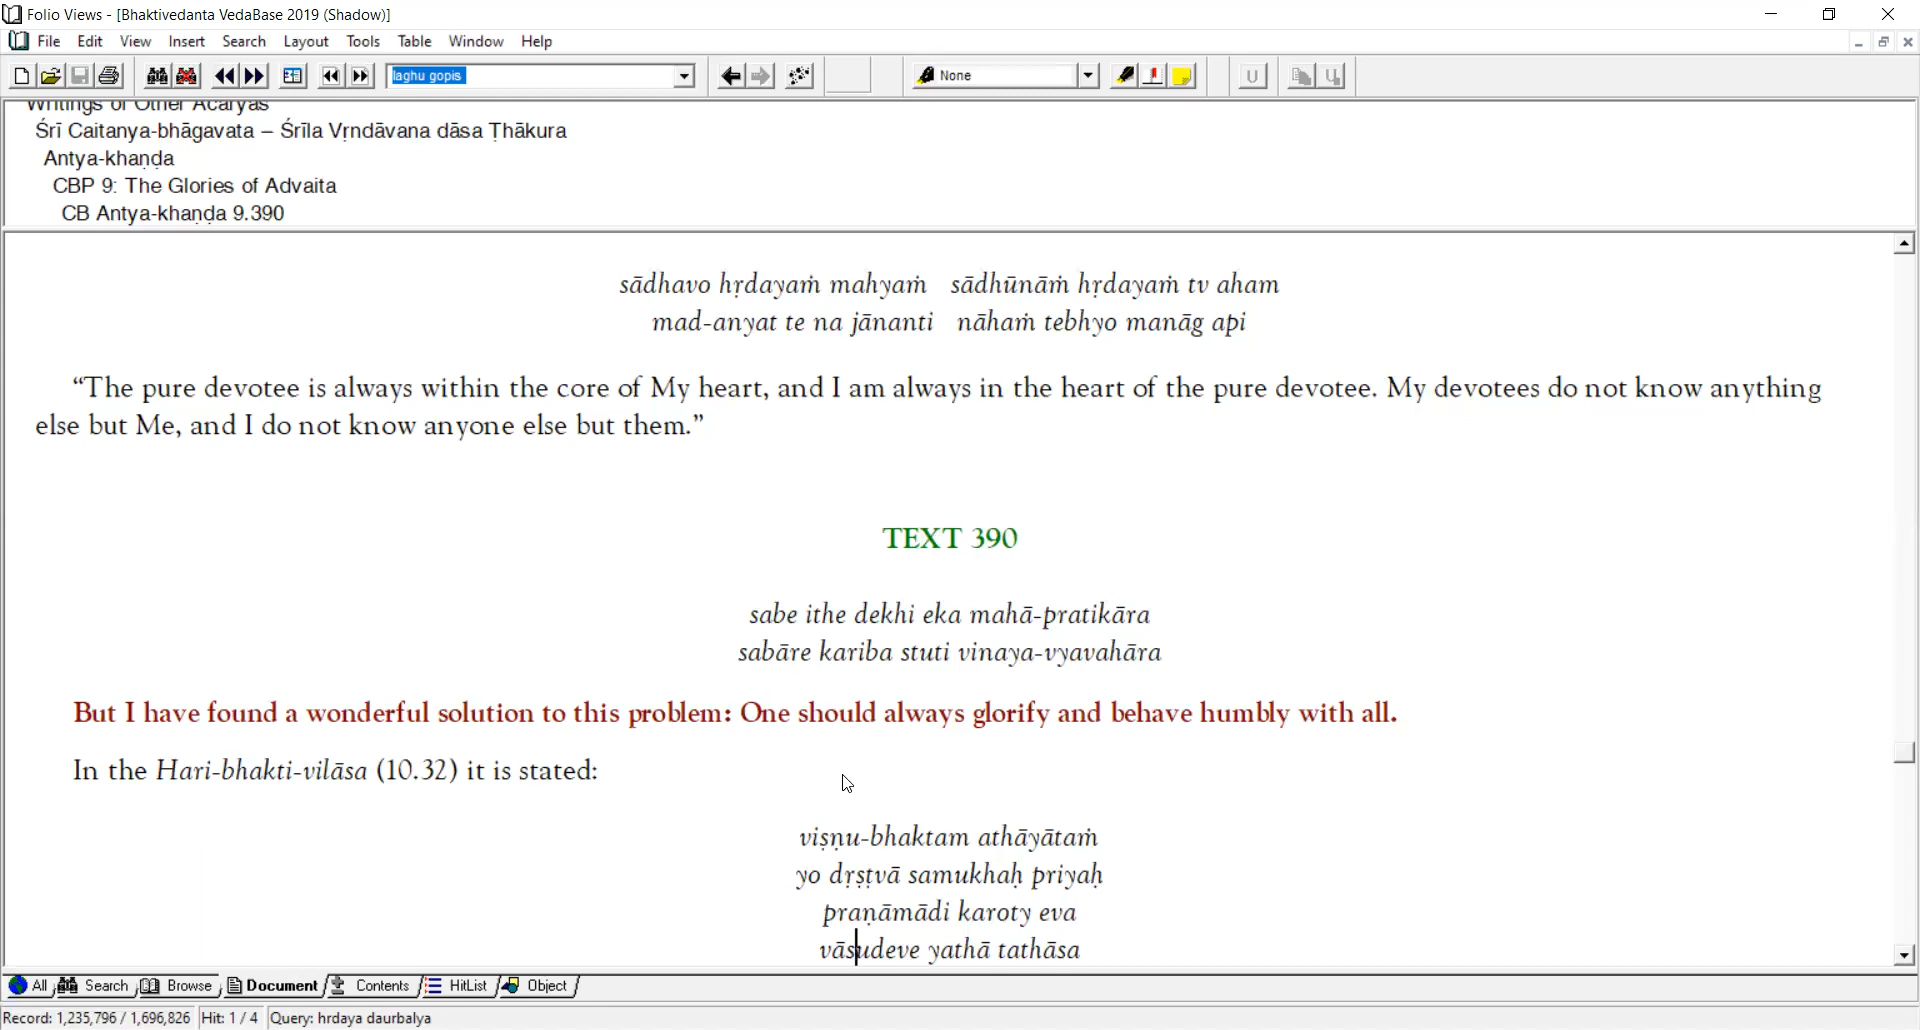 Folio Views - [Bhaktivedanta VedaBase 2019 (Shadow)]
File Edit View Insert Search Layout Tools Table Window Help
laghu gopis
None
Writings of Other Acaryas
Śrī Caitanya-bhāgavata – Śrīla Vṛndāvana dāsa Ṭhākura
Antya-khaṇḍa
CBP 9: The Glories of Advaita
CB Antya-khaṇḍa 9.390
sādhavo hṛdayaṁ mahyaṁ sādhūnāṁ hṛdayaṁ tv aham
mad-anyat te na jānanti nāhaṁ tebhyo manāg api
“The pure devotee is always within the core of My heart, and I am always in the heart of the pure devotee. My devotees do not know anything
else but Me, and I do not know anyone else but them.”
TEXT 390
sabe ithe dekhi eka mahā-pratikāra
sabāre kariba stuti vinaya-vyavahāra
But I have found a wonderful solution to this problem: One should always glorify and behave humbly with all.
In the Hari-bhakti-vilāsa (10.32) it is stated:
viṣṇu-bhaktam athāyātaṁ
yo dṛṣṭvā samukhaḥ priyaḥ
praṇāmādi karoty eva
vāsudeve yathā tathāsa
All Search Browse Document Contents HitList Object
Record: 1,235,796 / 1,696,826 Hit: 1 / 4 Query: hrdaya daurbalya